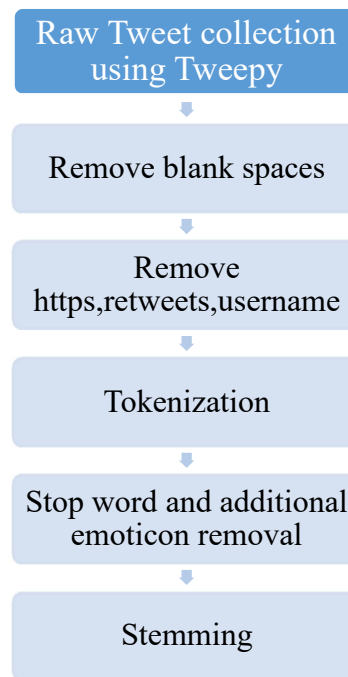 Raw Tweet collection
using Tweepy
Remove blank spaces
Remove
https,retweets,username
Tokenization
Stop word and additional
emoticon removal
Stemming